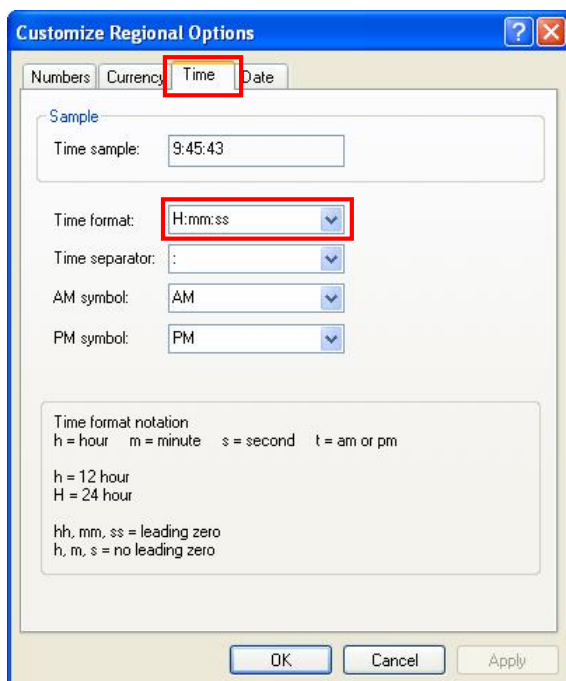 Customize Regional Options
Numbers Currency Time Date
Sample
Time sample: 9:45:43
Time format: H:mm:ss
Time separator: :
AM symbol: AM
PM symbol: PM
Time format notation
h = hour m = minute s = second t = am or pm
h = 12 hour
H = 24 hour
hh, mm, ss = leading zero
h, m, s = no leading zero
OK Cancel Apply